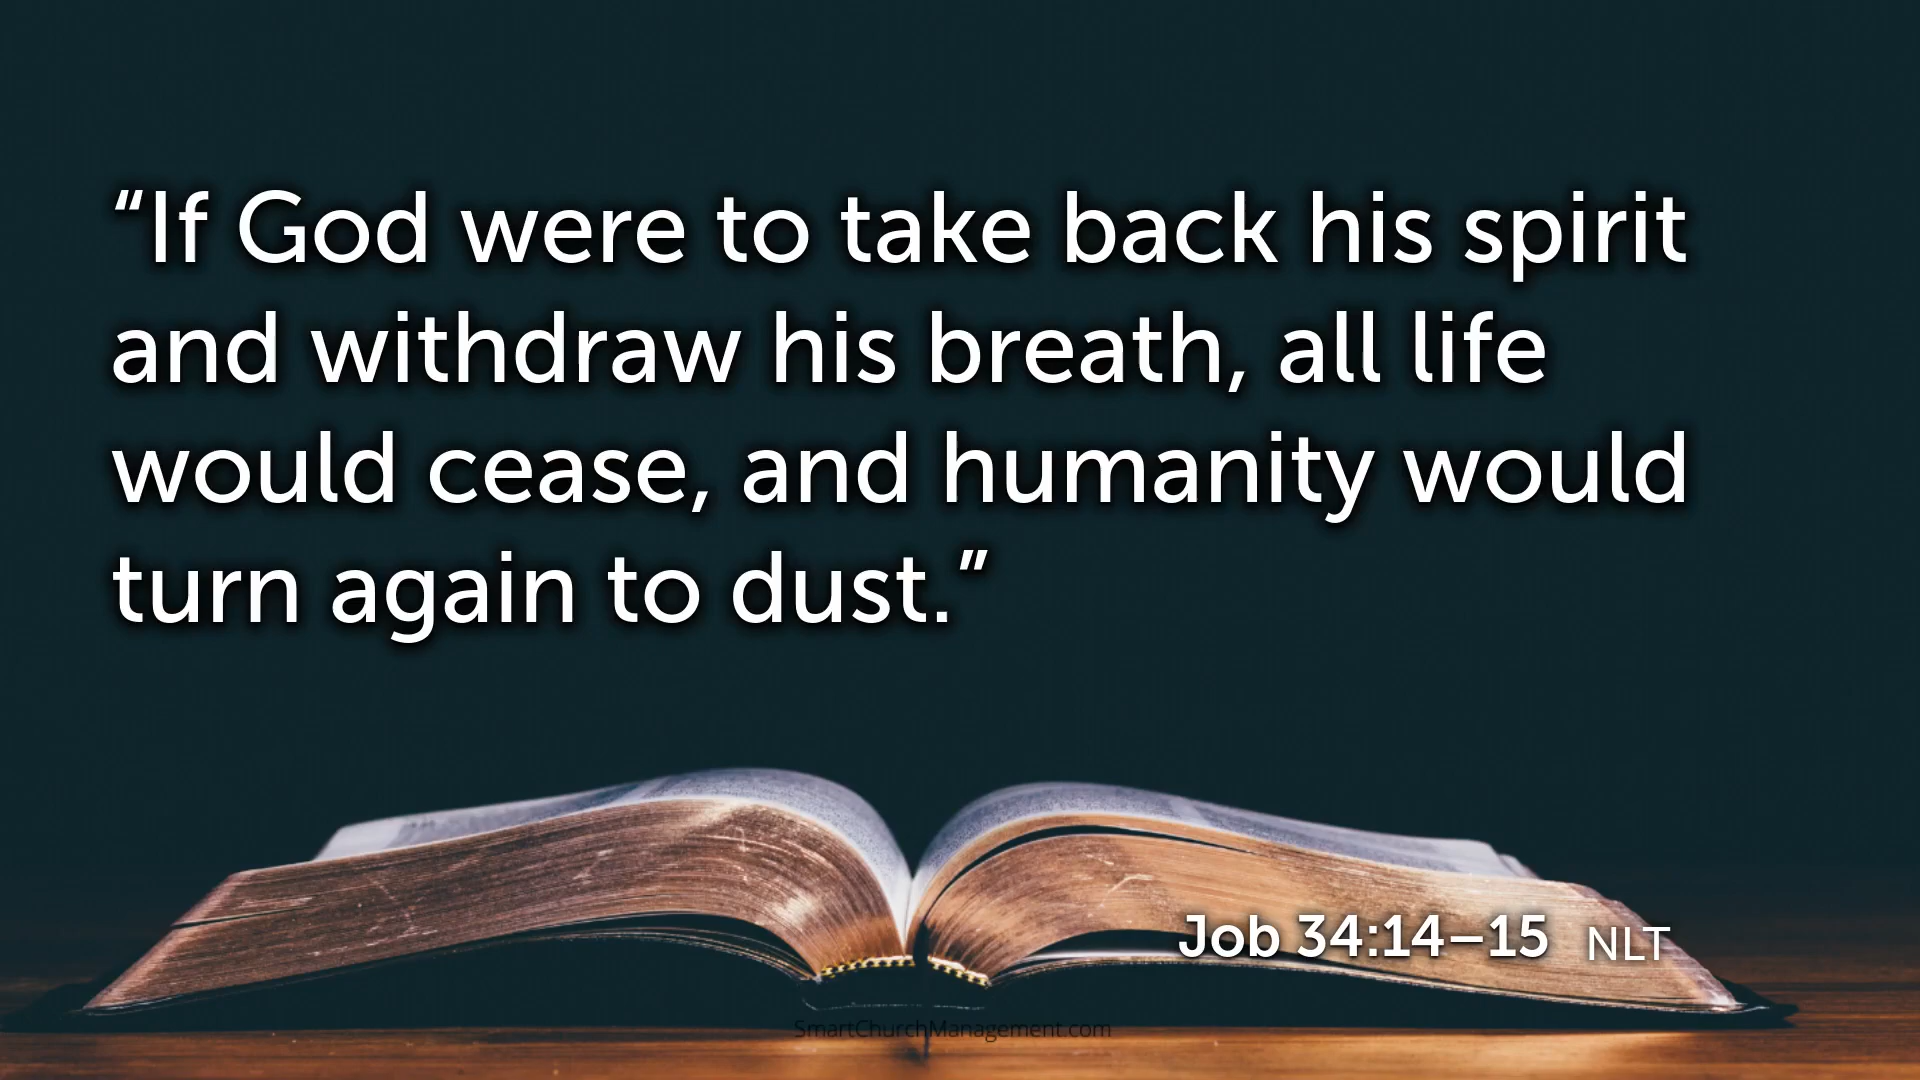 “If God were to take back his spirit
and withdraw his breath, all life
would cease, and humanity would
turn again to dust.”
Job 34:14–15 NLT
SmartChurchManagement.com